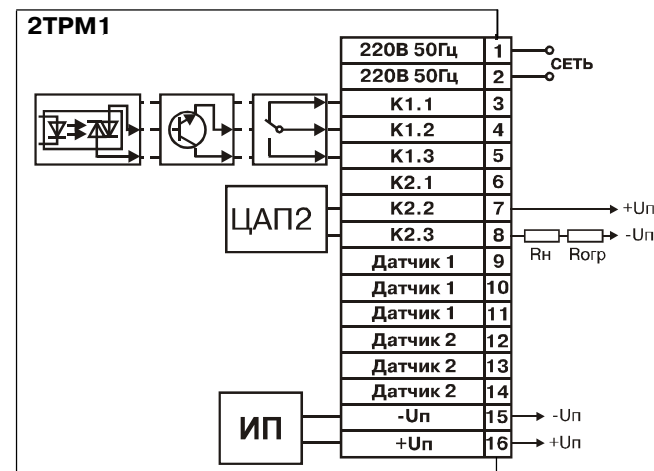 2ТРМ1
220В 50Гц 1
СЕТЬ
220В 50Гц 2
К1.1 3
К1.2 4
К1.3 5
К2.1 6
ЦАП2
К2.2 7 +Uп
К2.3 8 -Uп
Rн Rогр
Датчик 1 9
Датчик 1 10
Датчик 1 11
Датчик 2 12
Датчик 2 13
Датчик 2 14
ИП
-Uп 15 -Uп
+Uп 16 +Uп